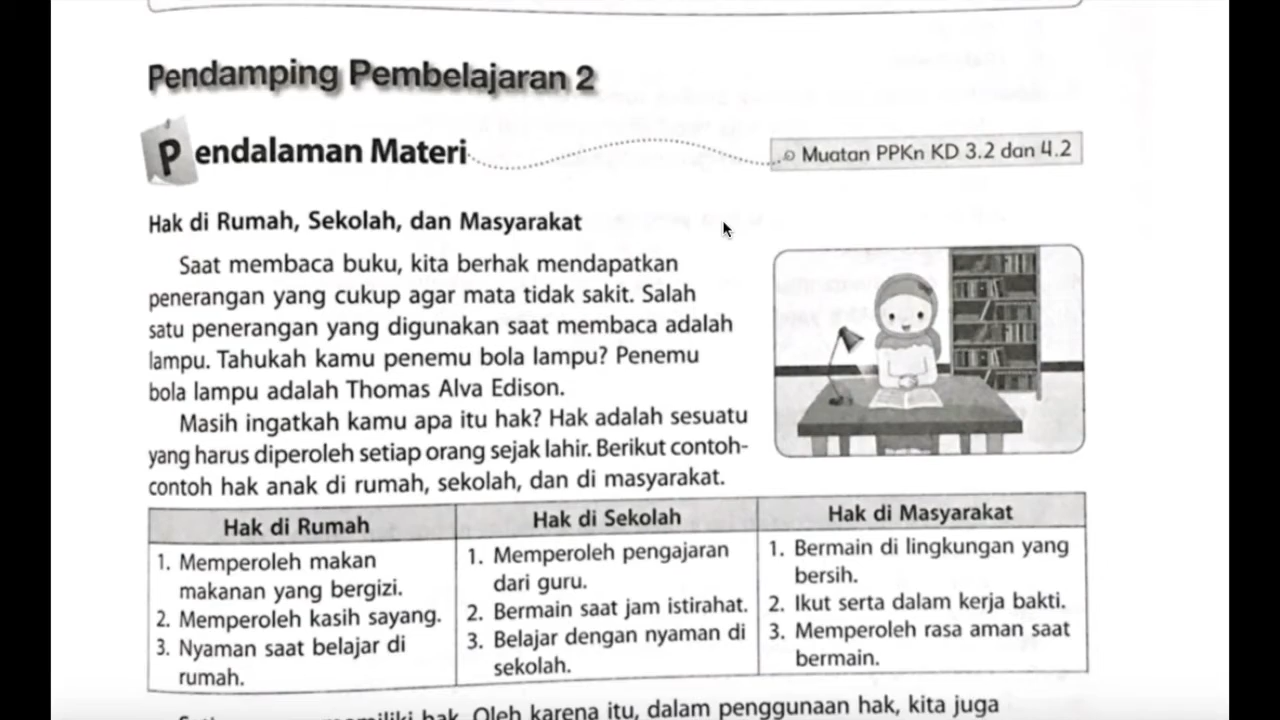 Pendamping Pembelajaran 2
Pendalaman Materi
Muatan PPKn KD 3.2 dan 4.2
Hak di Rumah, Sekolah, dan Masyarakat
Saat membaca buku, kita berhak mendapatkan
penerangan yang cukup agar mata tidak sakit. Salah
satu penerangan yang digunakan saat membaca adalah
lampu. Tahukah kamu penemu bola lampu? Penemu
bola lampu adalah Thomas Alva Edison.
Masih ingatkah kamu apa itu hak? Hak adalah sesuatu
yang harus diperoleh setiap orang sejak lahir. Berikut contoh-
contoh hak anak di rumah, sekolah, dan di masyarakat.
Hak di Rumah
1. Memperoleh makan
makanan yang bergizi.
2. Memperoleh kasih sayang.
3. Nyaman saat belajar di
rumah.
Hak di Sekolah
1. Memperoleh pengajaran
dari guru.
2. Bermain saat jam istirahat.
3. Belajar dengan nyaman di
sekolah.
Hak di Masyarakat
1. Bermain di lingkungan yang
bersih.
2. Ikut serta dalam kerja bakti.
3. Memperoleh rasa aman saat
bermain.
hak. Oleh karena itu, dalam penggunaan hak, kita juga